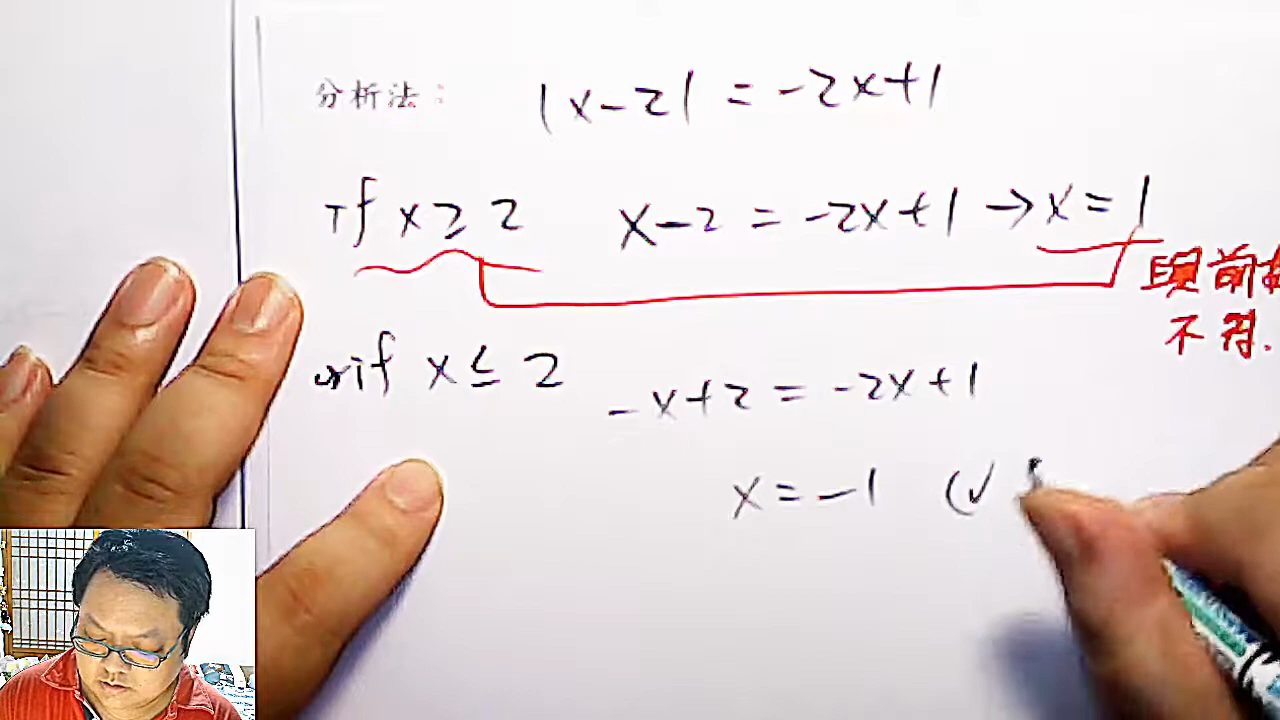 分析法： |x-2| = -2x+1
If x≥2 x-2 = -2x+1 → x=1
跟前提
不符.
or if x≤2 -x+2 = -2x+1
x=-1 (✓